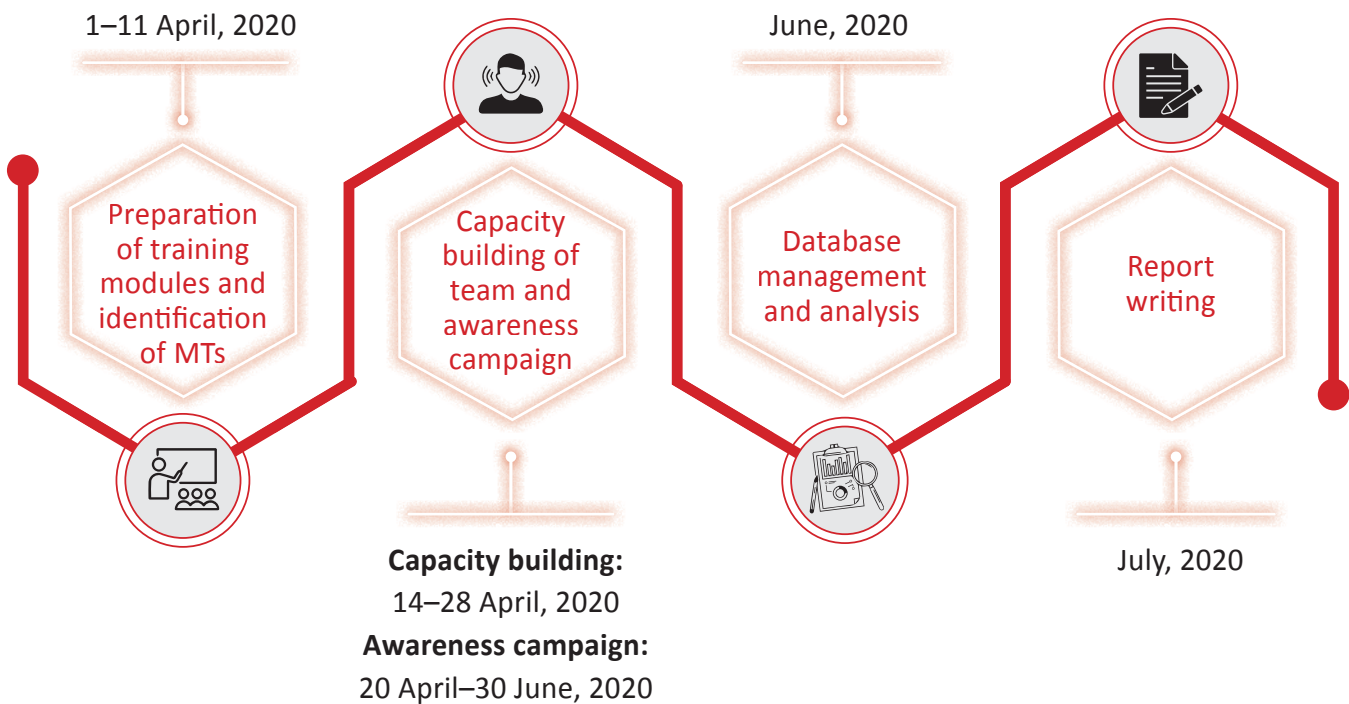 1–11 April, 2020
Preparation
of training
modules and
identification
of MTs
Capacity
building of
team and
awareness
campaign
Capacity building:
14–28 April, 2020
Awareness campaign:
20 April–30 June, 2020
June, 2020
Database
management
and analysis
Report
writing
July, 2020